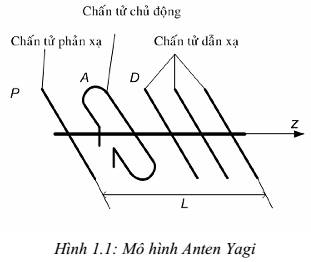 Chấn tử chủ động
Chấn tử phản xạ
Chấn tử dẫn xạ
P
A
D
z
L
Hình 1.1: Mô hình Anten Yagi